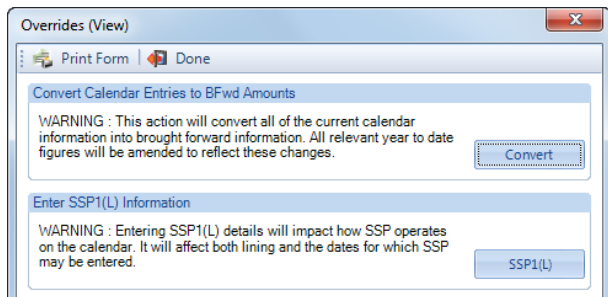 Overrides (View)
Print Form Done
Convert Calendar Entries to BFwd Amounts
WARNING : This action will convert all of the current calendar
information into brought forward information. All relevant year to date
figures will be amended to reflect these changes.
Convert
Enter SSP1(L) Information
WARNING : Entering SSP1(L) details will impact how SSP operates
on the calendar. It will affect both lining and the dates for which SSP
may be entered.
SSP1(L)